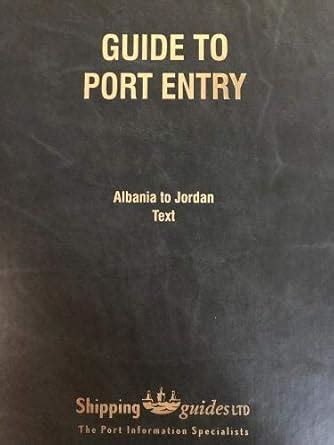 GUIDE TO
PORT ENTRY
Albania to Jordan
Text
Shipping guides LTD
The Port Information Specialists